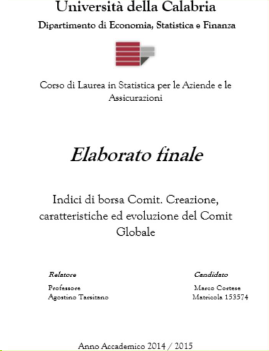 Università della Calabria
Dipartimento di Economia, Statistica e Finanza
Corso di Laurea in Statistica per le Aziende e le
Assicurazioni
Elaborato finale
Indici di borsa Comit. Creazione,
caratteristiche ed evoluzione del Comit
Globale
Relatore Candidato
Professore Marco Cortese
Agostino Tarsitano Matricola 153574
Anno Accademico 2014 / 2015